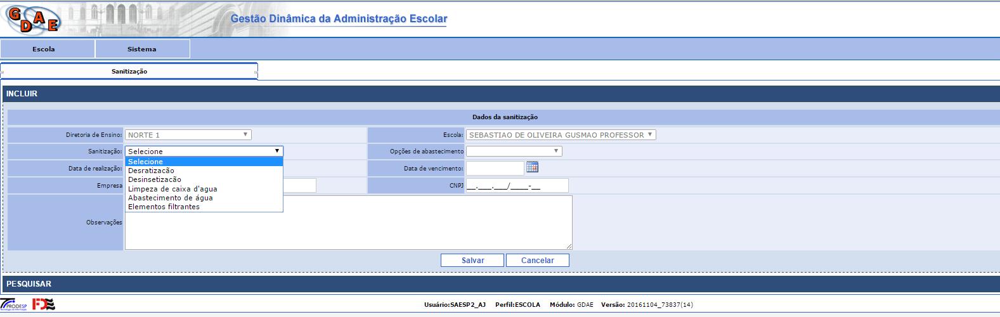 GDAE
Gestão Dinâmica da Administração Escolar
Escola Sistema
Sanitização
INCLUIR
Dados da sanitização
Diretoria de Ensino: NORTE 1 Escola: SEBASTIAO DE OLIVEIRA GUSMAO PROFESSOR
Sanitização: Selecione Opções de abastecimento
Selecione
Desratizacão
Data de realização: Data de vencimento:
Desinsetizacão
Empresa CNPJ __.___.___/____-__
Limpeza de caixa d'agua
Abastecimento de água
Elementos filtrantes
Observações
Salvar Cancelar
PESQUISAR
PRODESP FDE Usuário:SAESP2_AJ Perfil:ESCOLA Módulo: GDAE Versão: 20161104_73837(14)